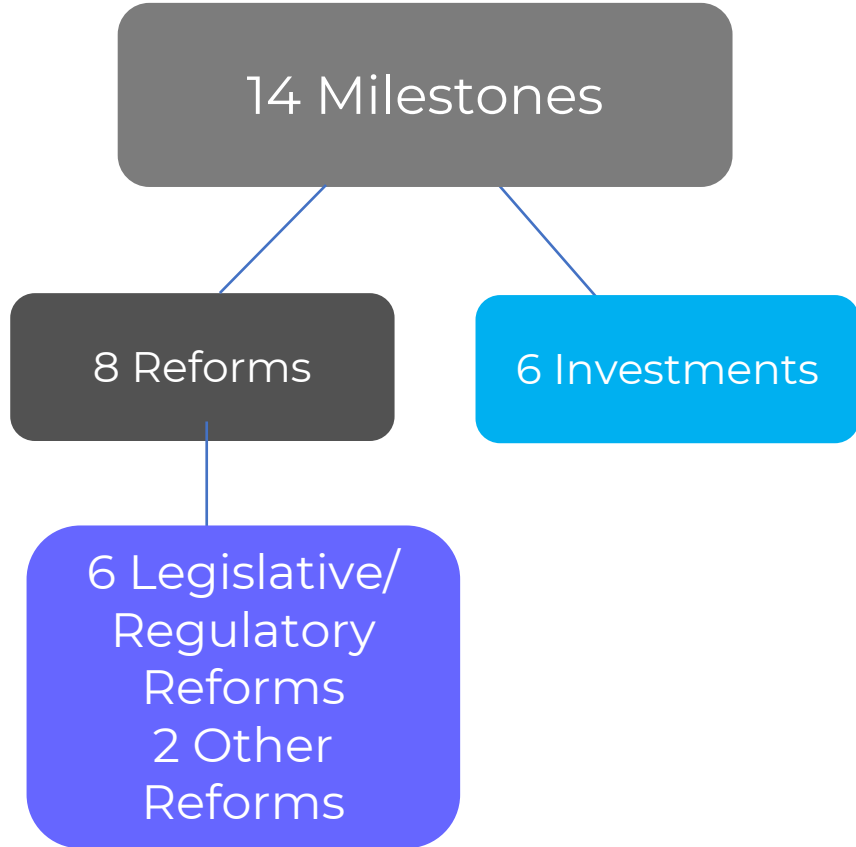 14 Milestones
8 Reforms
6 Investments
6 Legislative/
Regulatory
Reforms
2 Other
Reforms